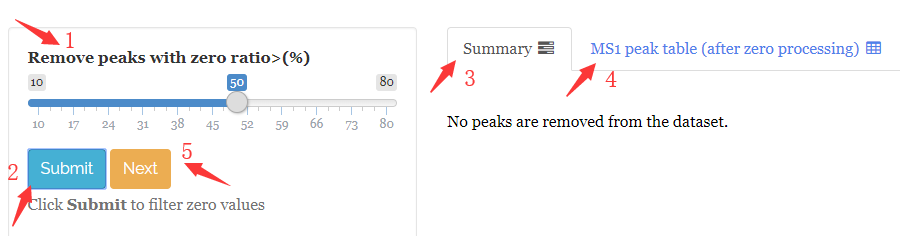 1
Remove peaks with zero ratio>(%)
10 50 80
10 17 24 31 38 45 52 59 66 73 80
2 Submit Next 5
Click Submit to filter zero values
Summary MS1 peak table (after zero processing)
3 4
No peaks are removed from the dataset.